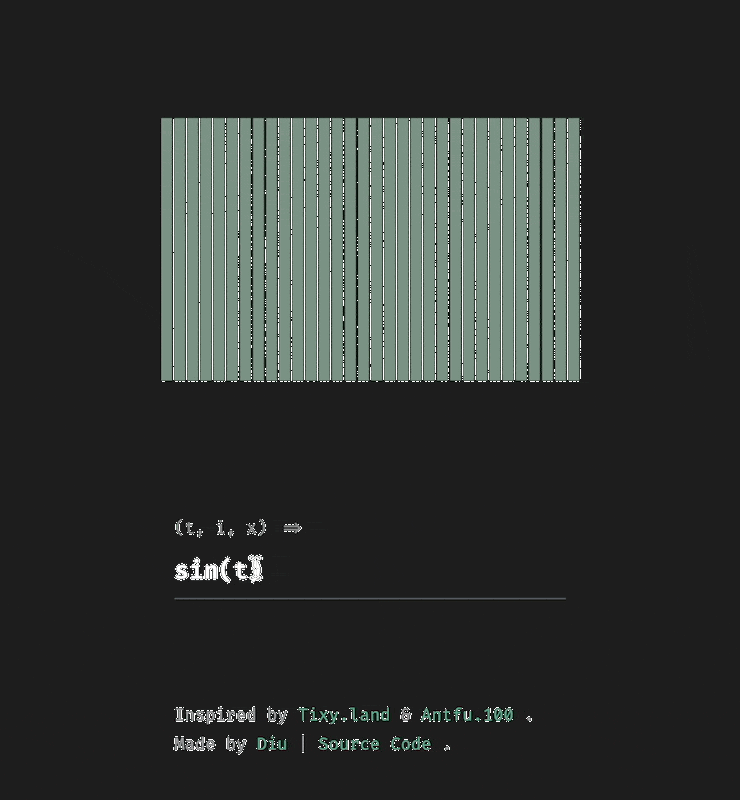 (t, i, x) =>
sin(t)
Inspired by Tixy.land & Antfu.100 .
Made by Diu | Source Code .